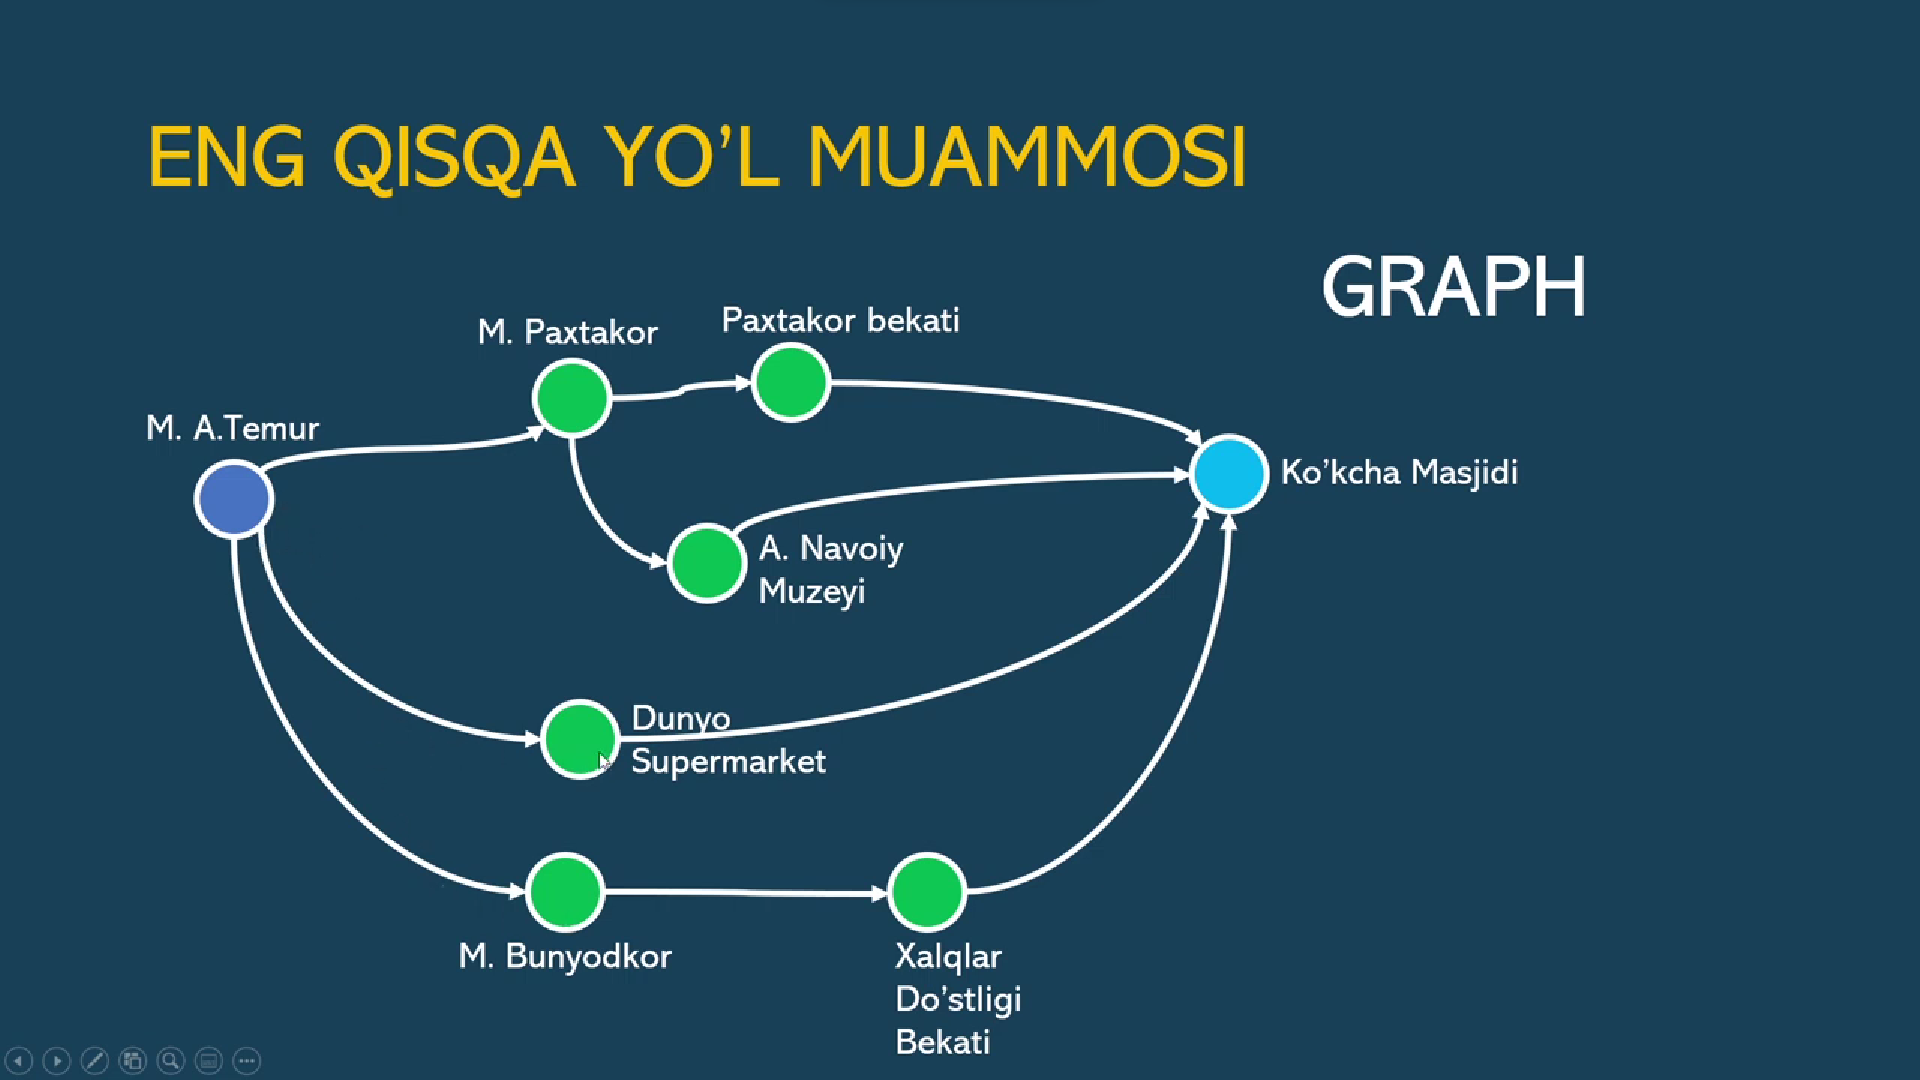 ENG QISQA YO’L MUAMMOSI
GRAPH
M. Paxtakor
Paxtakor bekati
M. A.Temur
Ko’kcha Masjidi
A. Navoiy
Muzeyi
Dunyo
Supermarket
M. Bunyodkor
Xalqlar
Do’stligi
Bekati